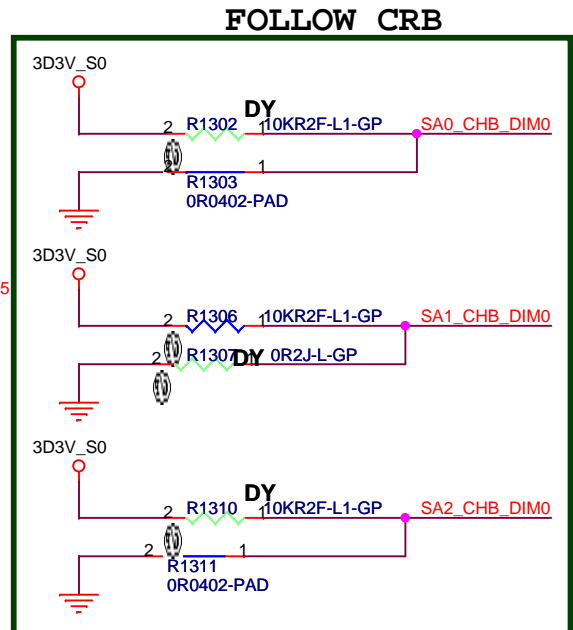 FOLLOW CRB
3D3V_S0
DY
2 R1302 1 10KR2F-L1-GP SA0_CHB_DIM0
2 1
R1303
0R0402-PAD
3D3V_S0
5
2 R1306 1 10KR2F-L1-GP SA1_CHB_DIM0
2 R1307 DY 1 0R2J-L-GP
3D3V_S0
DY
2 R1310 1 10KR2F-L1-GP SA2_CHB_DIM0
2 1
R1311
0R0402-PAD